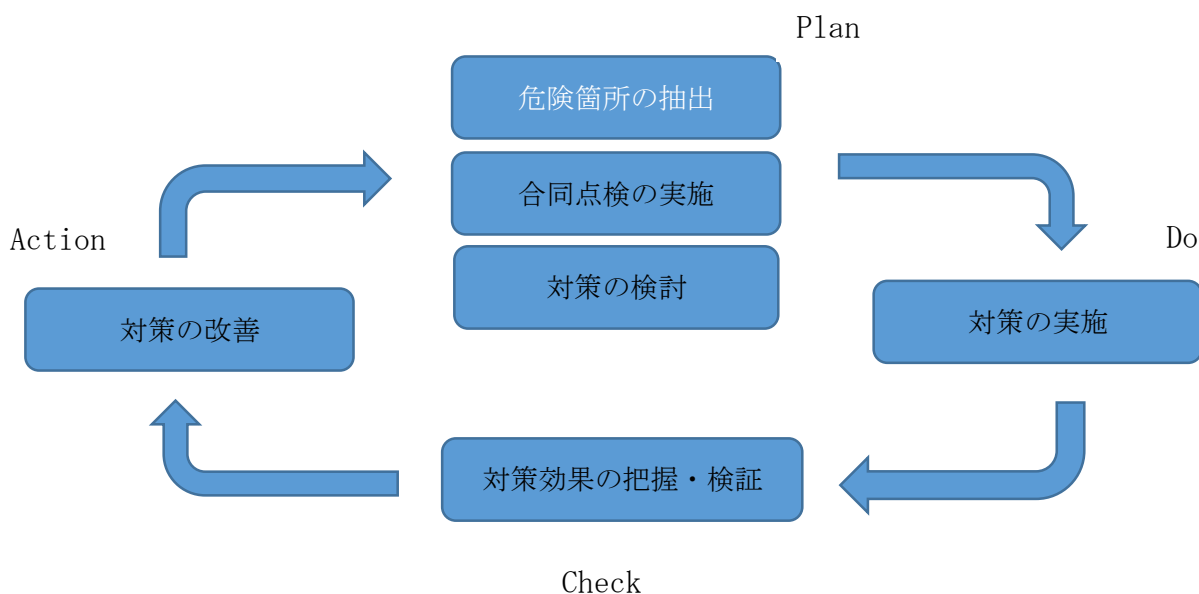 Plan
危険箇所の抽出
合同点検の実施
対策の検討
Do
対策の実施
Check
対策効果の把握・検証
Action
対策の改善